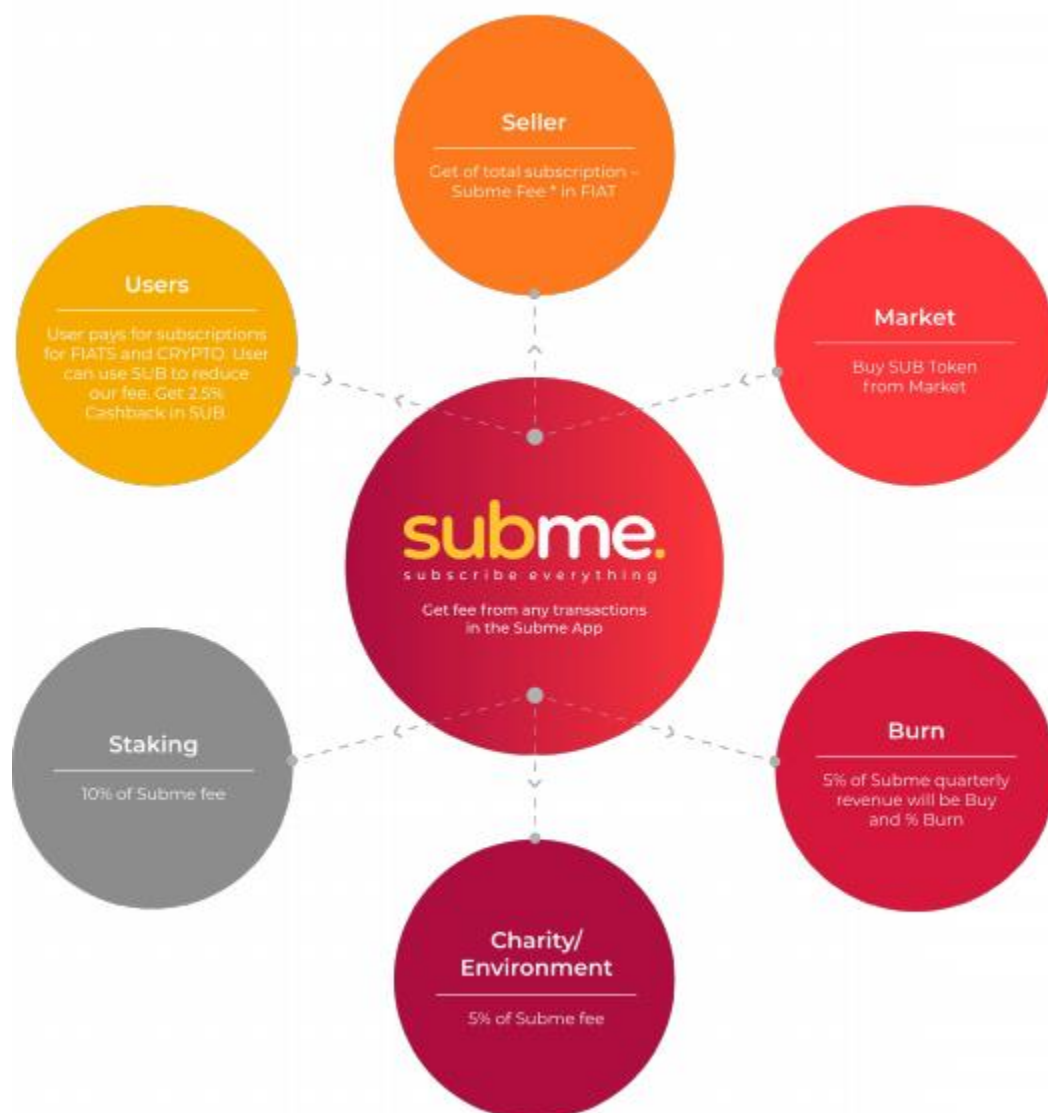 Seller
Get of total subscription –
Subme Fee * in FIAT
Users
User pays for subscriptions
for FIATS and CRYPTO. User
can use SUB to reduce
our fee. Get 2.5%
Cashback in SUB
Market
Buy SUB Token
from Market
subme.
subscribe everything
Get fee from any transactions
in the Subme App
Staking
10% of Subme fee
Burn
5% of Subme quarterly
revenue will be Buy
and % Burn
Charity/
Environment
5% of Subme fee